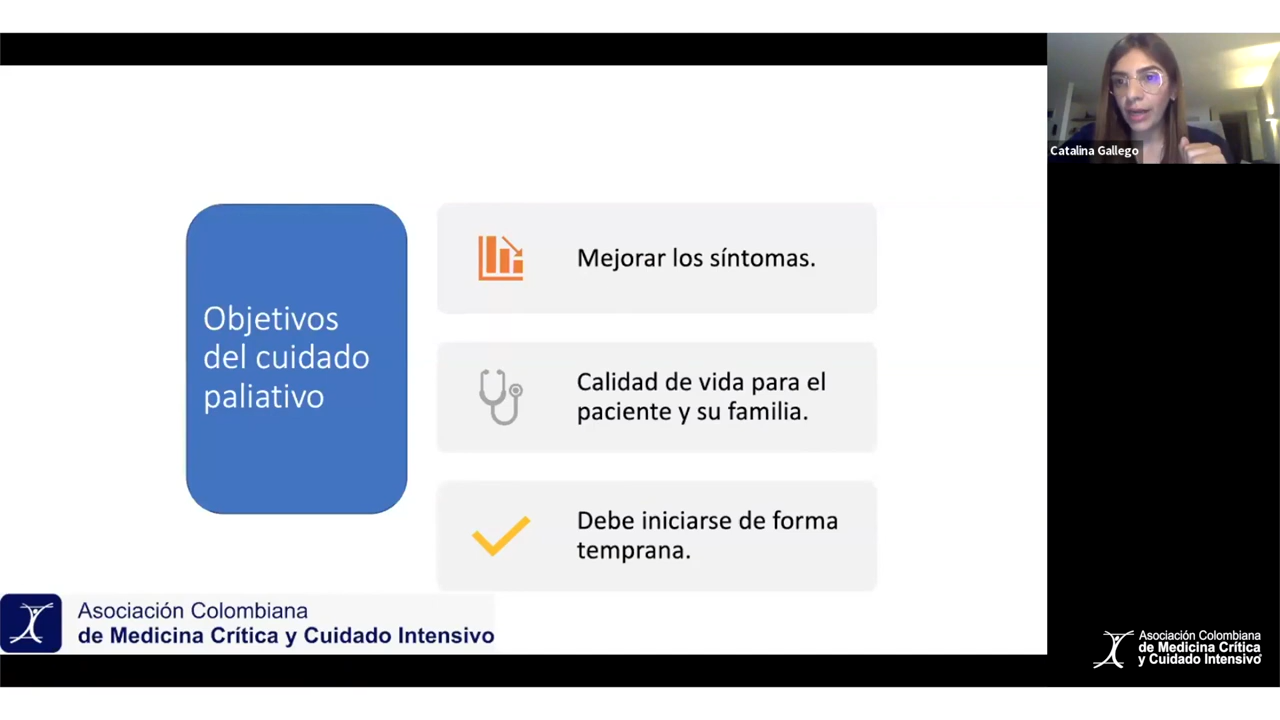 Catalina Gallego
Objetivos
del cuidado
paliativo
Mejorar los síntomas.
Calidad de vida para el
paciente y su familia.
Debe iniciarse de forma
temprana.
Asociación Colombiana
de Medicina Crítica y Cuidado Intensivo
Asociación Colombiana
de Medicina Crítica
y Cuidado Intensivo